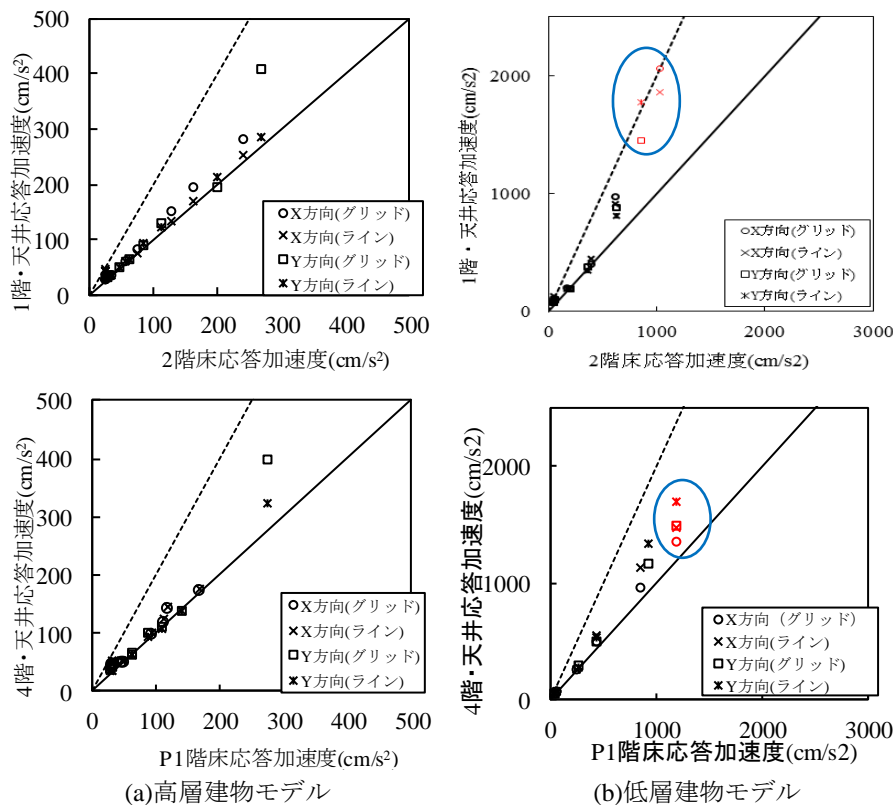 500
400
300
200
100
0
1階・天井応答加速度(cm/s²)
X方向(グリッド)
X方向(ライン)
Y方向(グリッド)
Y方向(ライン)
0 100 200 300 400 500
2階床応答加速度(cm/s²)
2000
1000
0
1階・天井応答加速度(cm/s2)
X方向(グリッド)
X方向(ライン)
Y方向(グリッド)
Y方向(ライン)
0 1000 2000 3000
2階床応答加速度(cm/s2)
500
400
300
200
100
0
4階・天井応答加速度(cm/s²)
X方向(グリッド)
X方向(ライン)
Y方向(グリッド)
Y方向(ライン)
0 100 200 300 400 500
P1階床応答加速度(cm/s²)
(a)高層建物モデル
2000
1000
0
4階・天井応答加速度(cm/s2)
X方向（グリッド）
X方向(ライン)
Y方向(グリッド)
Y方向(ライン)
0 1000 2000 3000
P1階床応答加速度(cm/s2)
(b)低層建物モデル